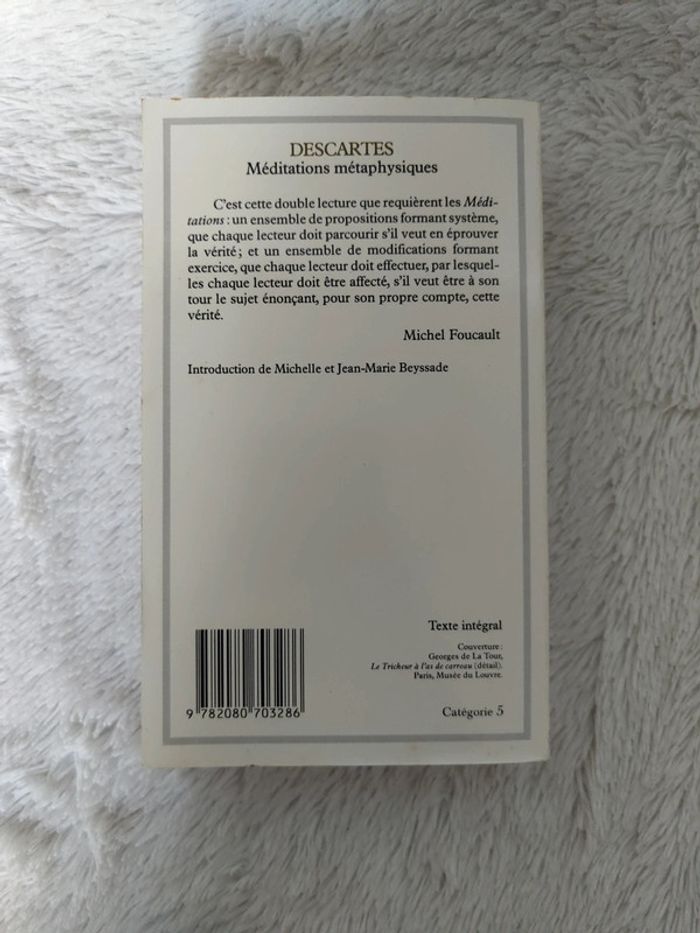 DESCARTES
Méditations métaphysiques
C'est cette double lecture que requièrent les Médi-
tations : un ensemble de propositions formant système,
que chaque lecteur doit parcourir s'il veut en éprouver
la vérité ; et un ensemble de modifications formant
exercice, que chaque lecteur doit effectuer, par lesquel-
les chaque lecteur doit être affecté, s'il veut être à son
tour le sujet énonçant, pour son propre compte, cette
vérité.
Michel Foucault
Introduction de Michelle et Jean-Marie Beyssade
Texte intégral
Couverture :
Georges de La Tour,
Le Tricheur à l'as de carreau (détail).
Paris, Musée du Louvre.
9 782080 703286
Catégorie 5